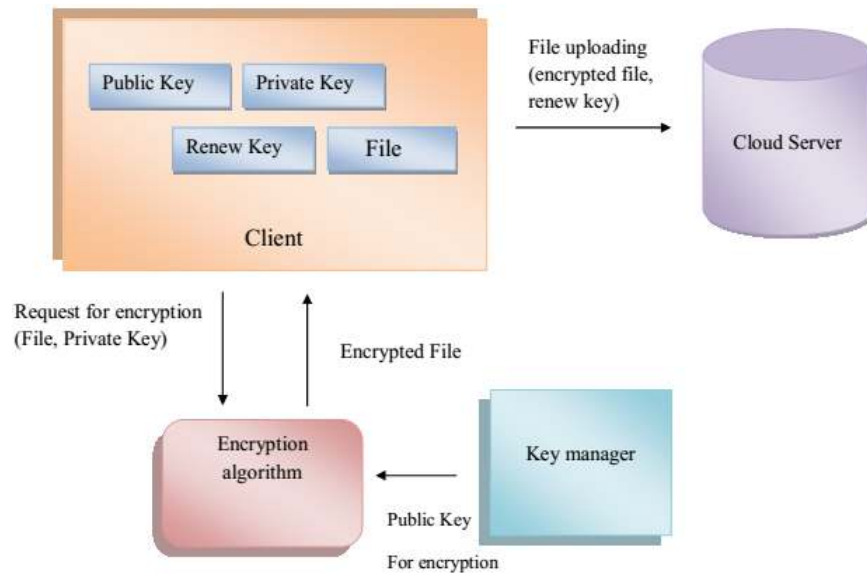 Public Key
Private Key
Renew Key
File
Client
File uploading
(encrypted file,
renew key)
Cloud Server
Request for encryption
(File, Private Key)
Encrypted File
Encryption
algorithm
Key manager
Public Key
For encryption